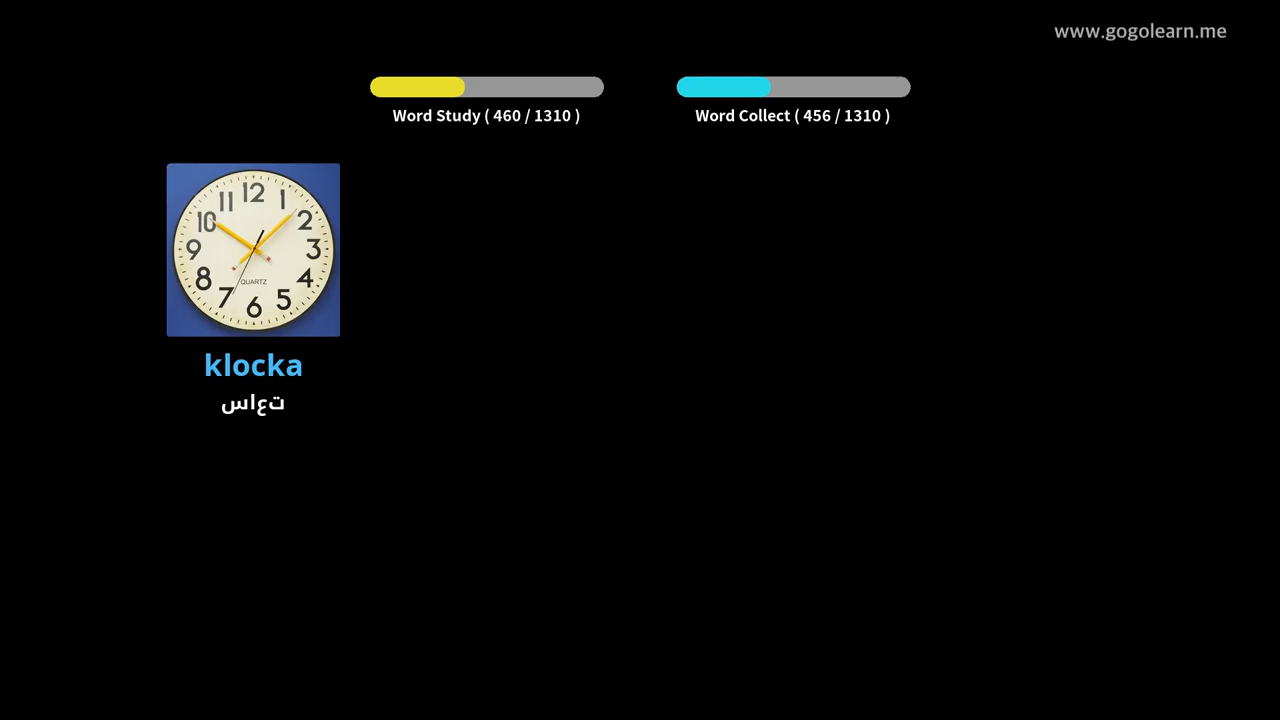 www.gogolearn.me
Word Study ( 460 / 1310 )
Word Collect ( 456 / 1310 )
12
11 1
10 2
9 3
8 4
QUARTZ
7 5
6
klocka
تعاس